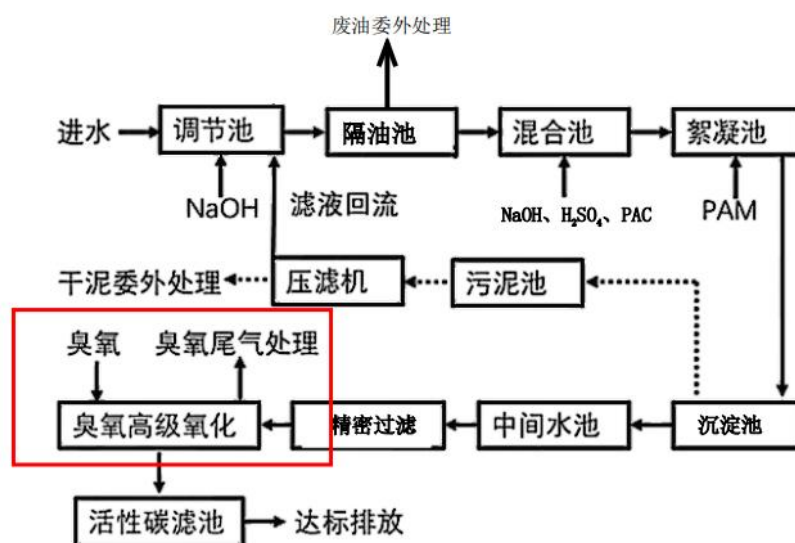 废油委外处理
进水
调节池
隔油池
混合池
絮凝池
NaOH
滤液回流
NaOH、H₂SO₄、PAC
PAM
干泥委外处理
压滤机
污泥池
臭氧
臭氧尾气处理
臭氧高级氧化
精密过滤
中间水池
沉淀池
活性碳滤池
达标排放